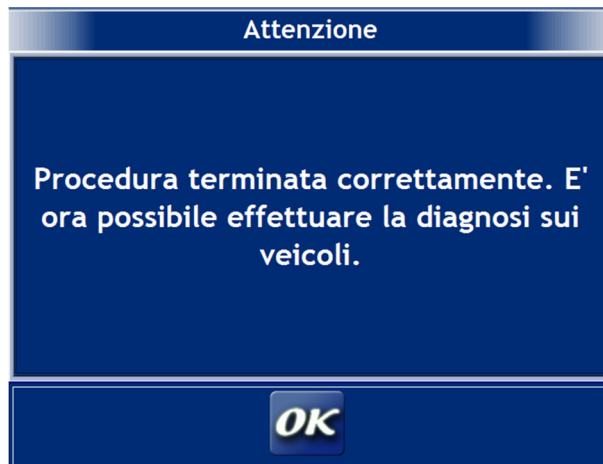 Attenzione
Procedura terminata correttamente. E'
ora possibile effettuare la diagnosi sui
veicoli.
OK